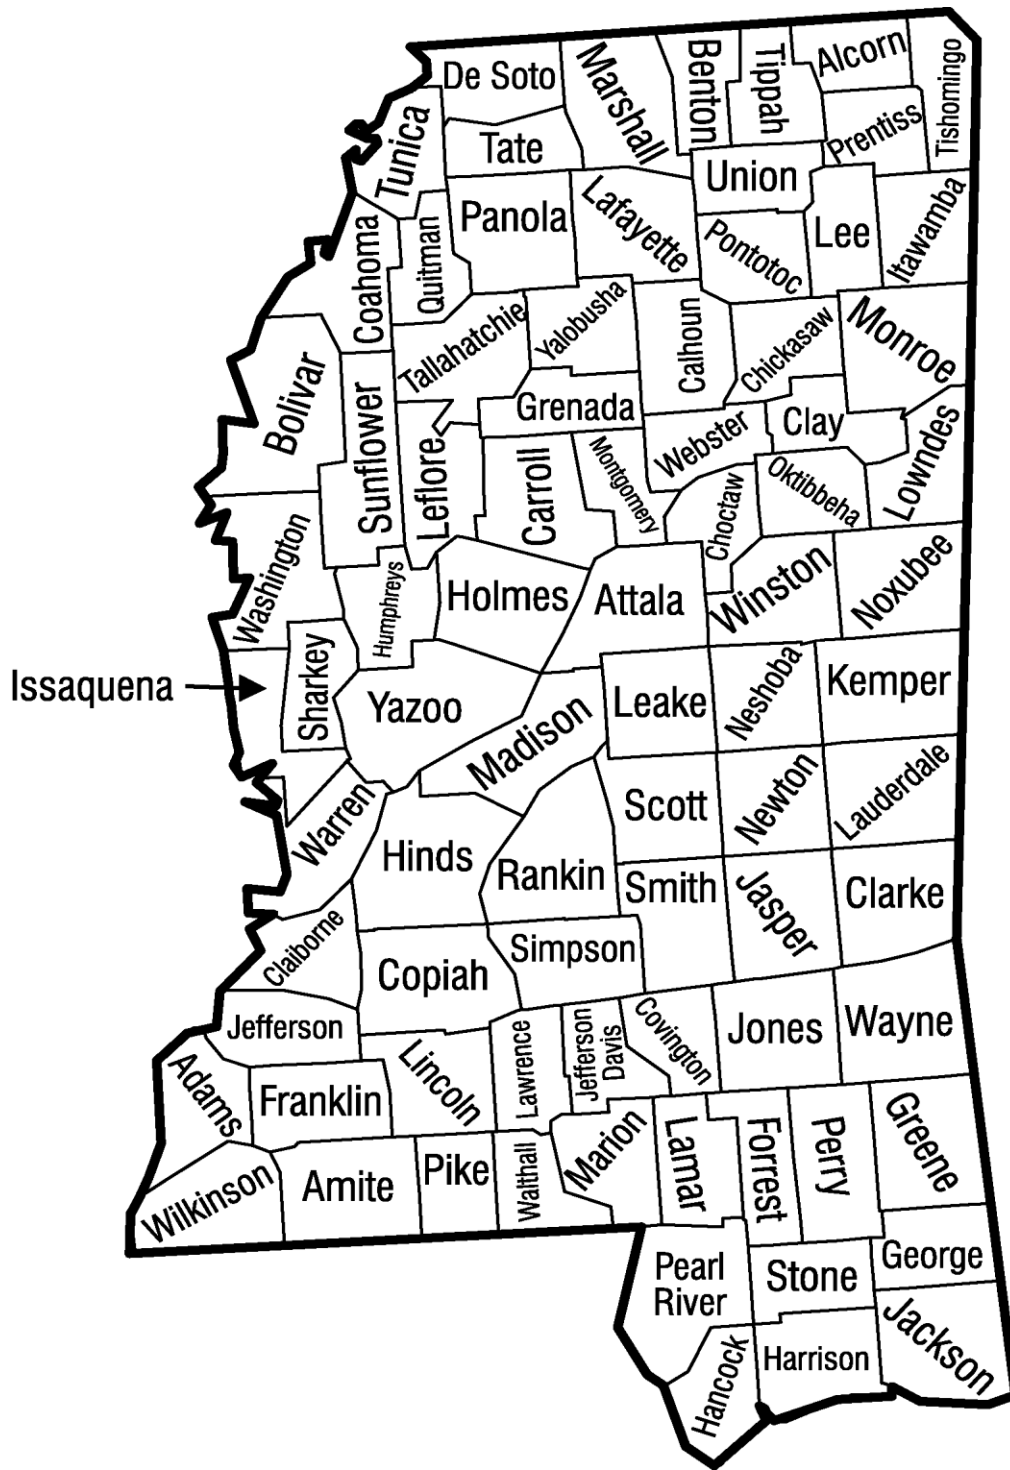 De Soto
Marshall
Benton
Tippah
Alcorn
Tishomingo
Tunica
Tate
Prentiss
Union
Panola
Lafayette
Pontotoc
Lee
Itawamba
Coahoma
Quitman
Tallahatchie
Yalobusha
Calhoun
Chickasaw
Monroe
Bolivar
Sunflower
Leflore
Grenada
Webster
Clay
Lowndes
Carroll
Montgomery
Choctaw
Oktibbeha
Washington
Humphreys
Holmes
Attala
Winston
Noxubee
Issaquena
Sharkey
Yazoo
Madison
Leake
Neshoba
Kemper
Warren
Hinds
Rankin
Scott
Newton
Lauderdale
Smith
Jasper
Clarke
Claiborne
Copiah
Simpson
Jefferson
Lawrence
Jefferson
Davis
Covington
Jones
Wayne
Adams
Franklin
Lincoln
Wilkinson
Amite
Pike
Walthall
Marion
Lamar
Forrest
Perry
Greene
Pearl
River
Stone
George
Hancock
Harrison
Jackson